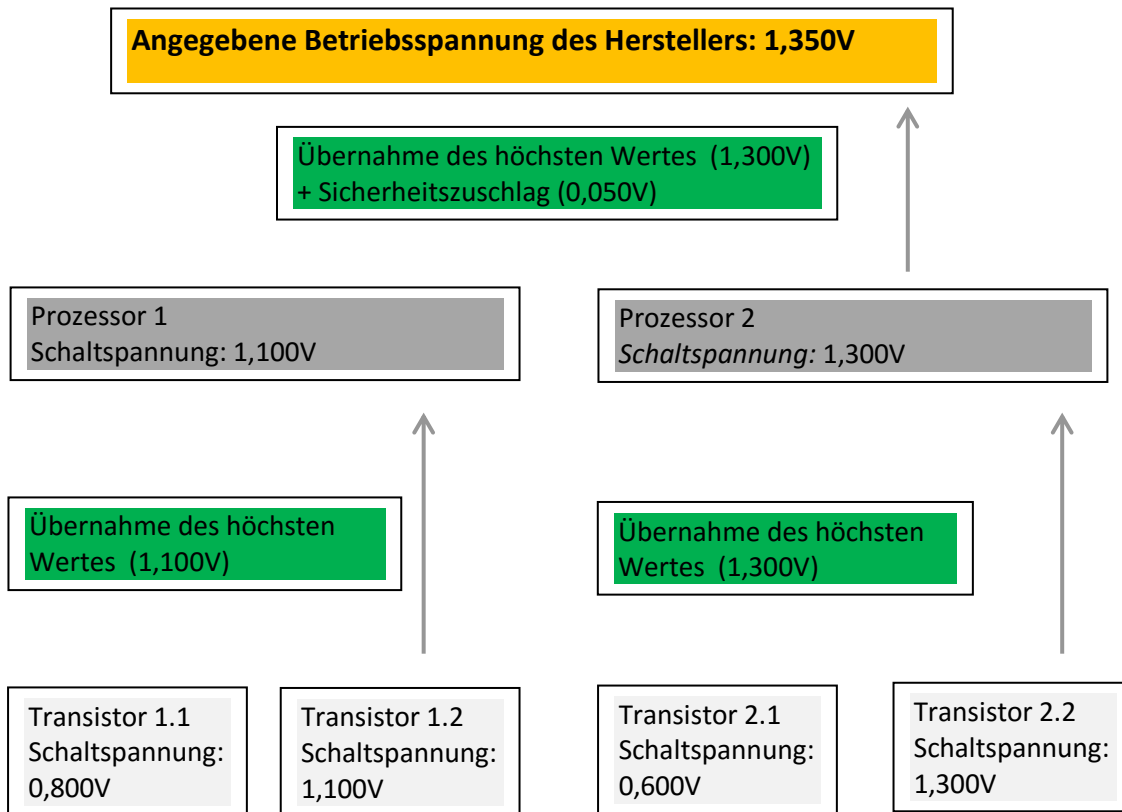 Angegebene Betriebsspannung des Herstellers: 1,350V
Übernahme des höchsten Wertes (1,300V)
+ Sicherheitszuschlag (0,050V)
Prozessor 1
Schaltspannung: 1,100V
Prozessor 2
Schaltspannung: 1,300V
Übernahme des höchsten
Wertes (1,100V)
Übernahme des höchsten
Wertes (1,300V)
Transistor 1.1
Schaltspannung:
0,800V
Transistor 1.2
Schaltspannung:
1,100V
Transistor 2.1
Schaltspannung:
0,600V
Transistor 2.2
Schaltspannung:
1,300V